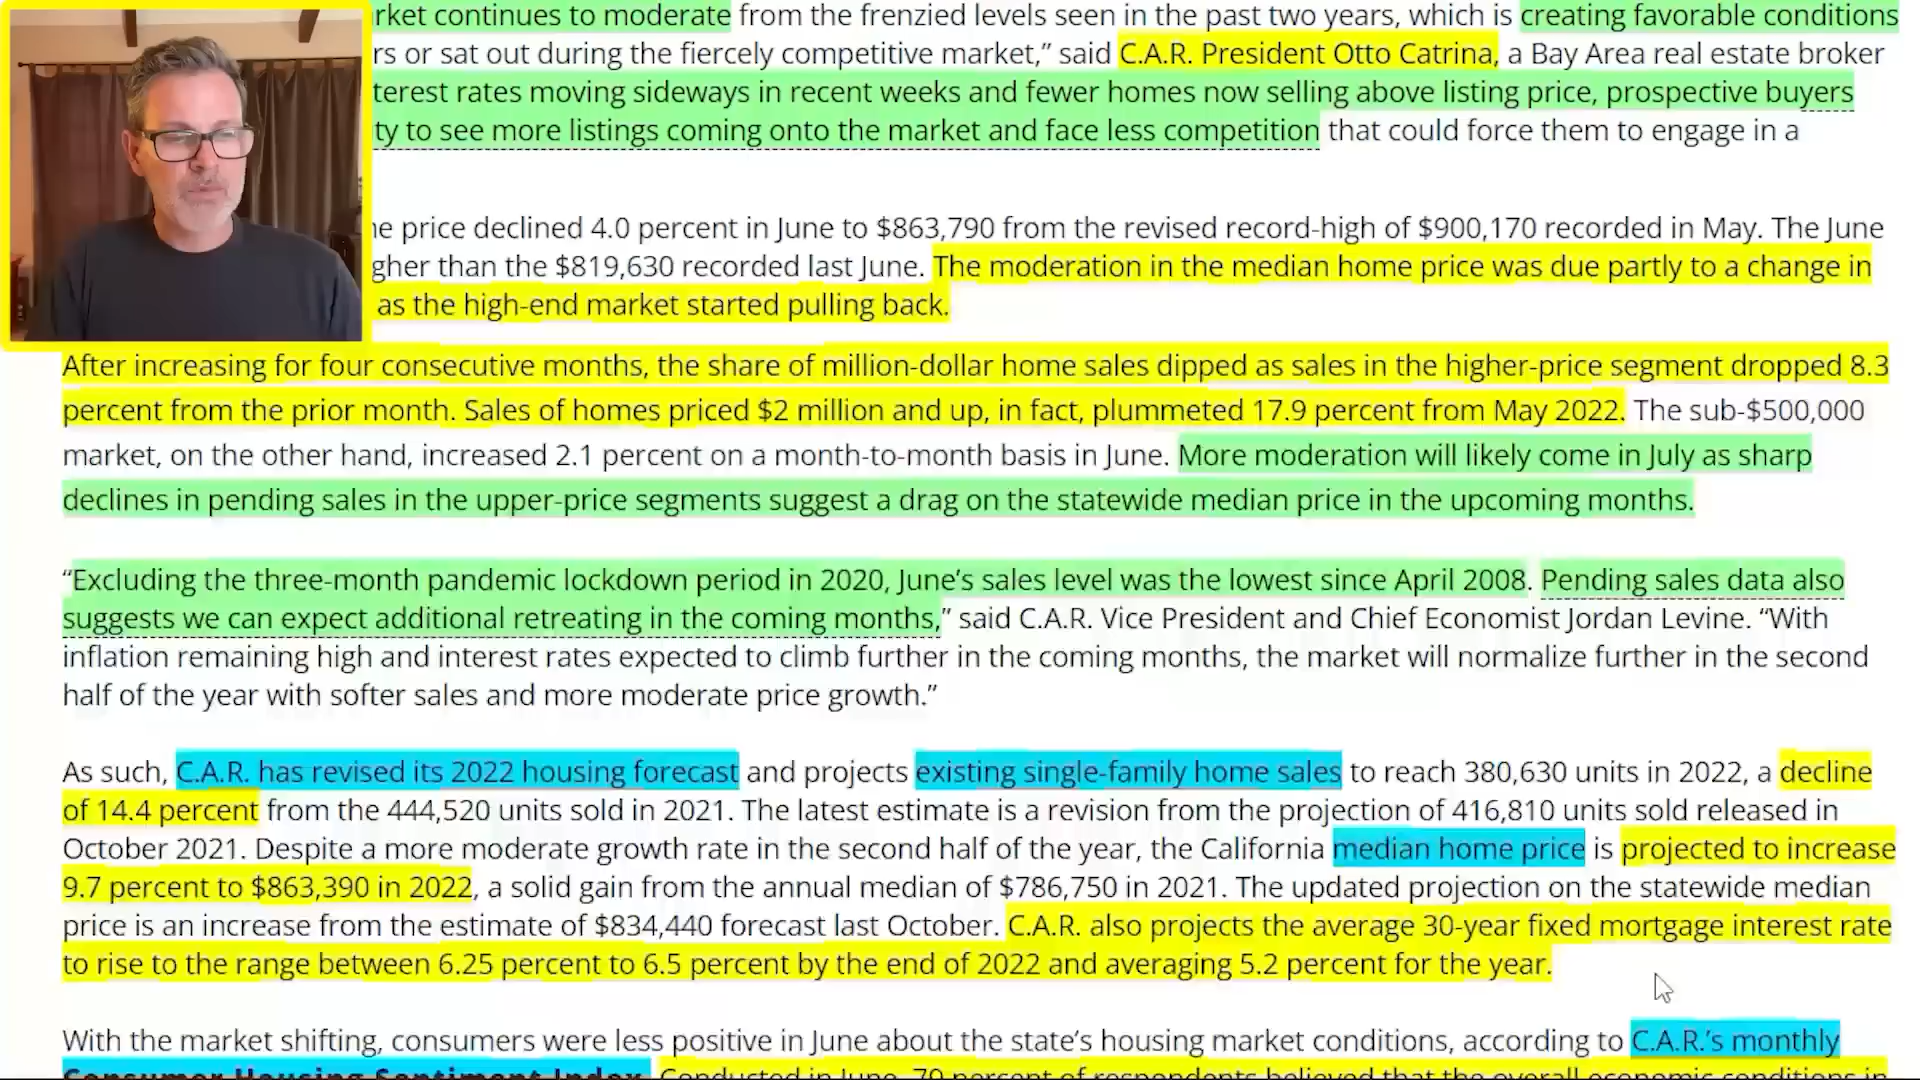 rket continues to moderate from the frenzied levels seen in the past two years, which is creating favorable conditions
rs or sat out during the fiercely competitive market,” said C.A.R. President Otto Catrina, a Bay Area real estate broker
terest rates moving sideways in recent weeks and fewer homes now selling above listing price, prospective buyers
ty to see more listings coming onto the market and face less competition that could force them to engage in a
e price declined 4.0 percent in June to $863,790 from the revised record-high of $900,170 recorded in May. The June
gher than the $819,630 recorded last June. The moderation in the median home price was due partly to a change in
as the high-end market started pulling back.
After increasing for four consecutive months, the share of million-dollar home sales dipped as sales in the higher-price segment dropped 8.3
percent from the prior month. Sales of homes priced $2 million and up, in fact, plummeted 17.9 percent from May 2022. The sub-$500,000
market, on the other hand, increased 2.1 percent on a month-to-month basis in June. More moderation will likely come in July as sharp
declines in pending sales in the upper-price segments suggest a drag on the statewide median price in the upcoming months.
“Excluding the three-month pandemic lockdown period in 2020, June’s sales level was the lowest since April 2008. Pending sales data also
suggests we can expect additional retreating in the coming months,” said C.A.R. Vice President and Chief Economist Jordan Levine. “With
inflation remaining high and interest rates expected to climb further in the coming months, the market will normalize further in the second
half of the year with softer sales and more moderate price growth.”
As such, C.A.R. has revised its 2022 housing forecast and projects existing single-family home sales to reach 380,630 units in 2022, a decline
of 14.4 percent from the 444,520 units sold in 2021. The latest estimate is a revision from the projection of 416,810 units sold released in
October 2021. Despite a more moderate growth rate in the second half of the year, the California median home price is projected to increase
9.7 percent to $863,390 in 2022, a solid gain from the annual median of $786,750 in 2021. The updated projection on the statewide median
price is an increase from the estimate of $834,440 forecast last October. C.A.R. also projects the average 30-year fixed mortgage interest rate
to rise to the range between 6.25 percent to 6.5 percent by the end of 2022 and averaging 5.2 percent for the year.
With the market shifting, consumers were less positive in June about the state’s housing market conditions, according to C.A.R.’s monthly
Consumer Housing Sentiment Index. Conducted in June, 79 percent of respondents believed that the overall economic conditions in